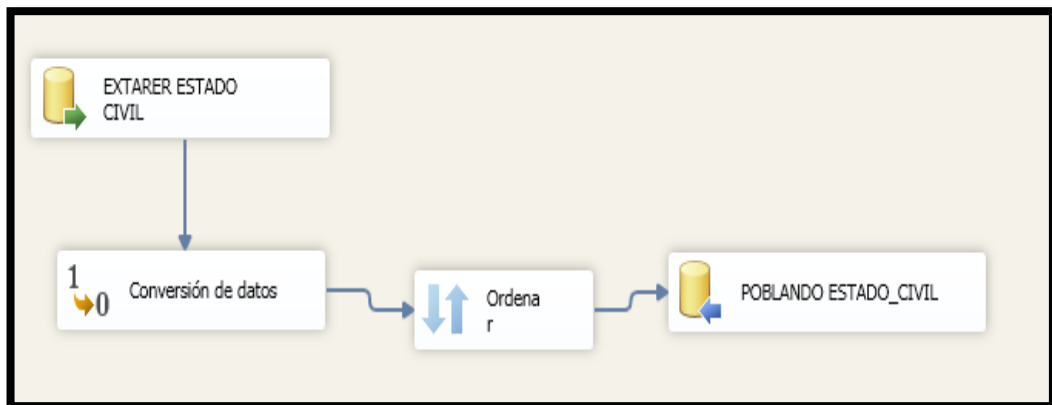 EXTARER ESTADO
CIVIL
1
0
Conversión de datos
Ordena
r
POBLANDO ESTADO_CIVIL